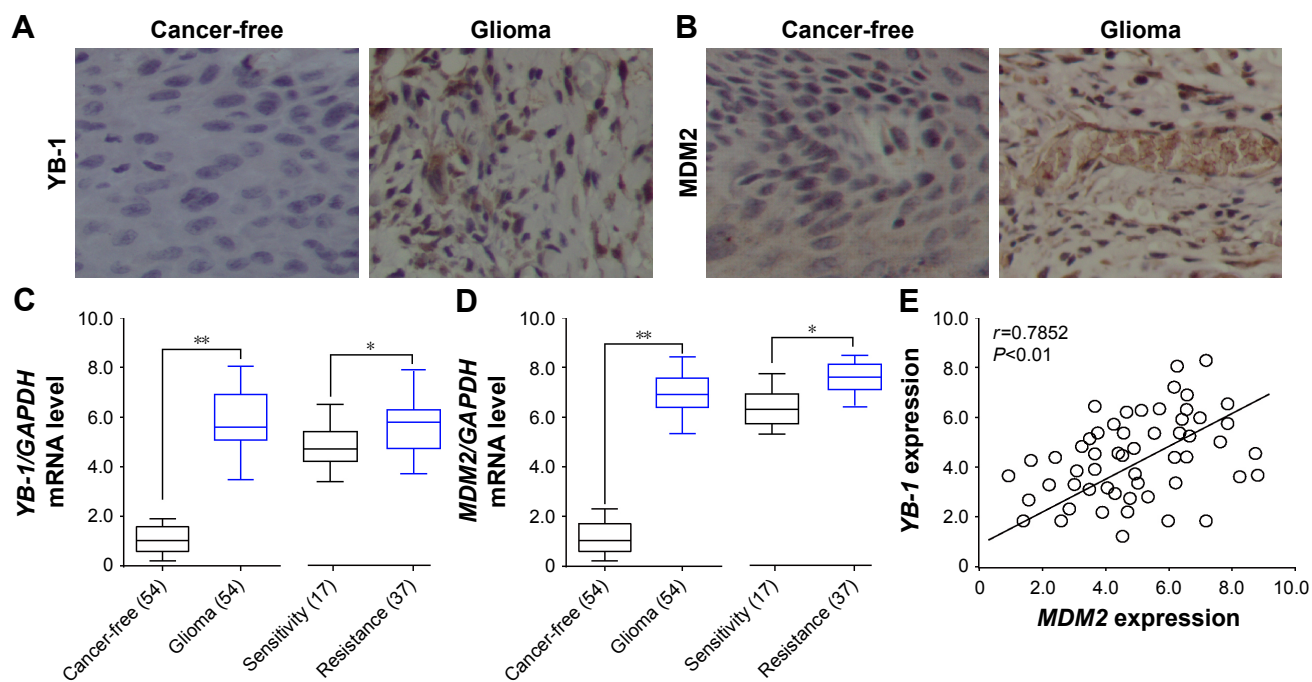 A
Cancer-free
Glioma
YB-1
B
Cancer-free
Glioma
MDM2
C
YB-1/GAPDH
mRNA level
10.0
8.0
6.0
4.0
2.0
0
**
*
Cancer-free (54)
Glioma (54)
Sensitivity (17)
Resistance (37)
D
MDM2/GAPDH
mRNA level
10.0
8.0
6.0
4.0
2.0
0
**
*
Cancer-free (54)
Glioma (54)
Sensitivity (17)
Resistance (37)
E
YB-1 expression
10.0
8.0
6.0
4.0
2.0
0
r=0.7852
P<0.01
0
2.0
4.0
6.0
8.0
10.0
MDM2 expression